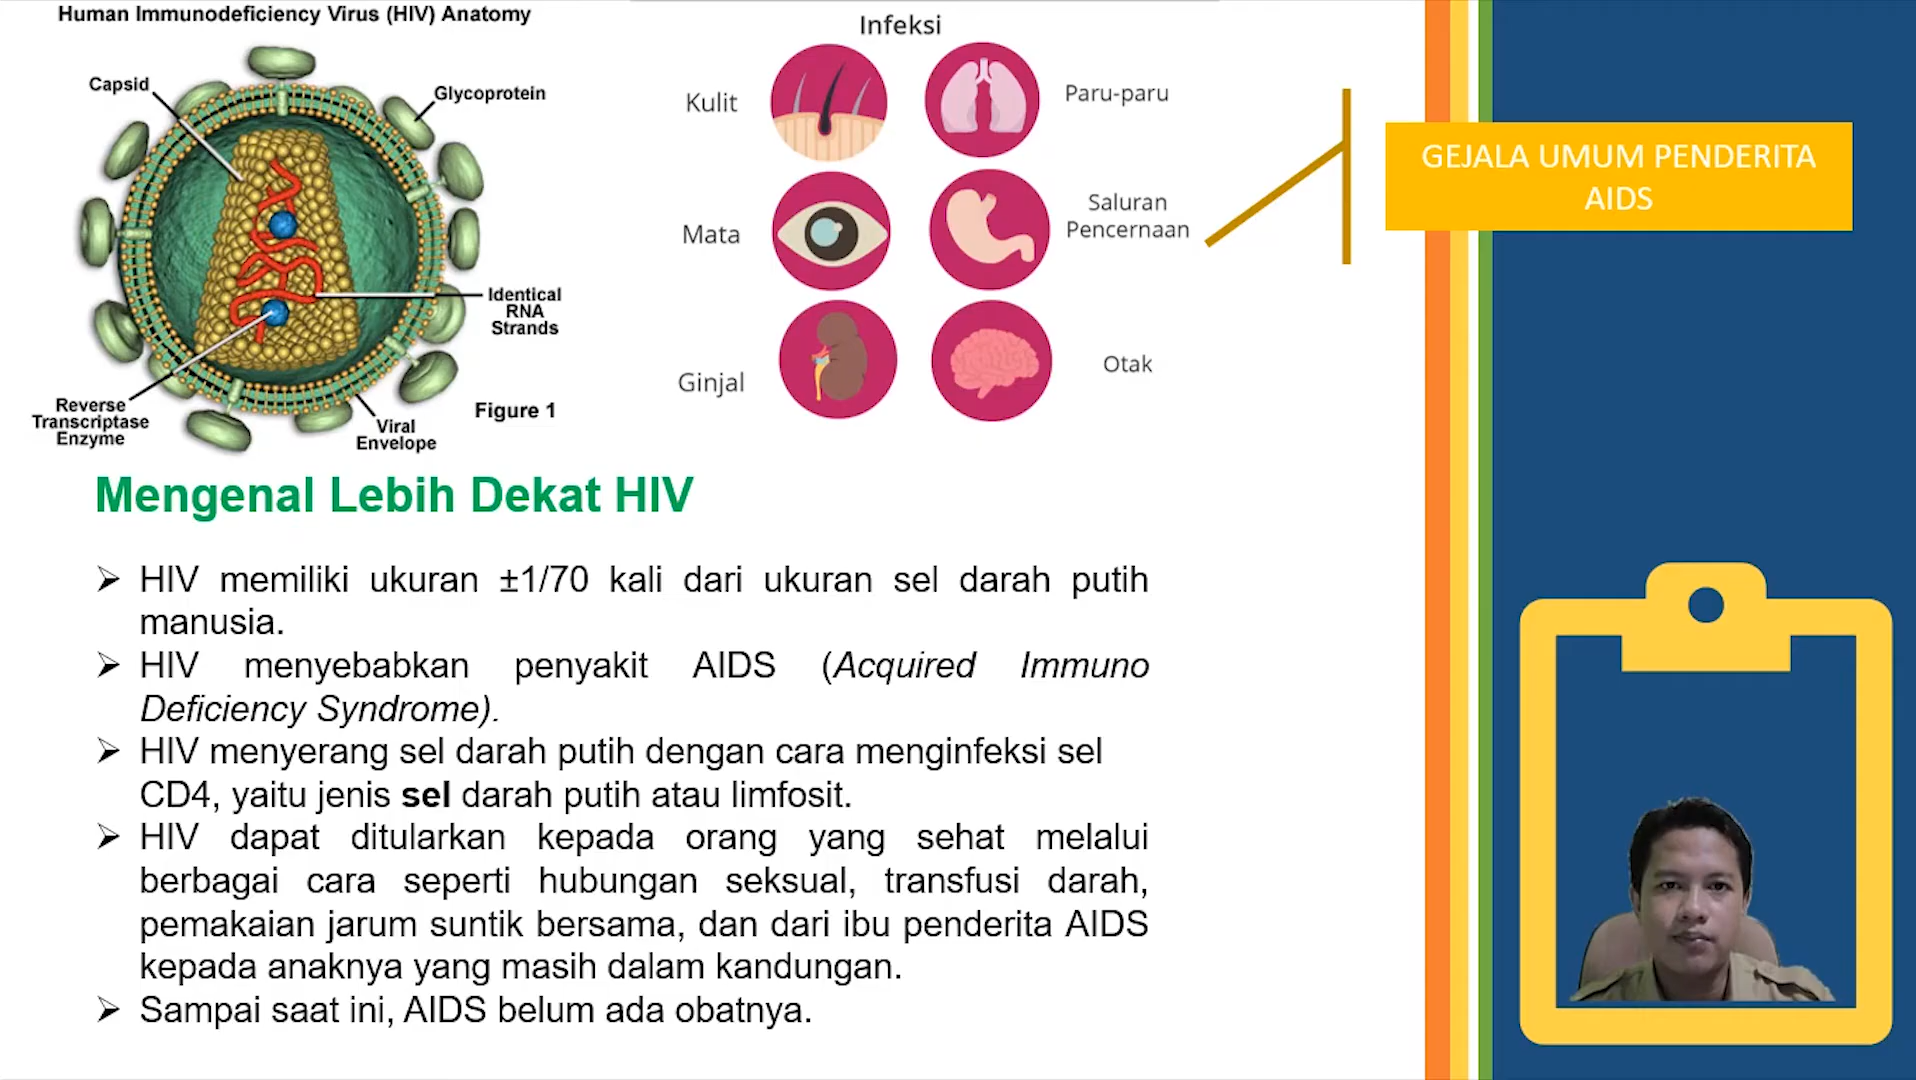 Human Immunodeficiency Virus (HIV) Anatomy
Capsid
Glycoprotein
Identical
RNA
Strands
Reverse
Transcriptase
Enzyme
Viral
Envelope
Figure 1
Infeksi
Kulit
Paru-paru
Mata
Saluran
Pencernaan
Ginjal
Otak
GEJALA UMUM PENDERITA
AIDS
Mengenal Lebih Dekat HIV
➢ HIV memiliki ukuran ±1/70 kali dari ukuran sel darah putih
manusia.
➢ HIV menyebabkan penyakit AIDS (Acquired Immuno
Deficiency Syndrome).
➢ HIV menyerang sel darah putih dengan cara menginfeksi sel
CD4, yaitu jenis sel darah putih atau limfosit.
➢ HIV dapat ditularkan kepada orang yang sehat melalui
berbagai cara seperti hubungan seksual, transfusi darah,
pemakaian jarum suntik bersama, dan dari ibu penderita AIDS
kepada anaknya yang masih dalam kandungan.
➢ Sampai saat ini, AIDS belum ada obatnya.